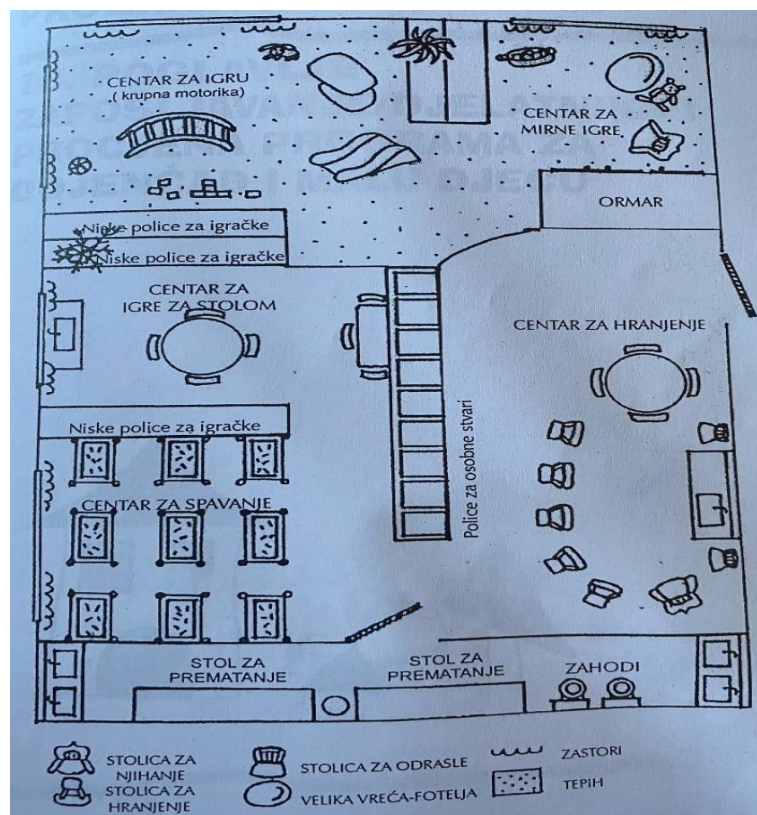 CENTAR ZA IGRU
( krupna motorika)
CENTAR ZA
MIRNE IGRE
ORMAR
Niske police za igračke
Niske police za igračke
CENTAR ZA
IGRE ZA STOLOM
CENTAR ZA HRANJENJE
Police za osobne stvari
Niske police za igračke
CENTAR ZA SPAVANJE
STOL ZA
PREMATANJE
STOL ZA
PREMATANJE
ZAHODI
STOLICA ZA
NJIHANJE
STOLICA ZA
HRANJENJE
STOLICA ZA ODRASLE
VELIKA VREĆA-FOTELJA
ZASTORI
TEPIH